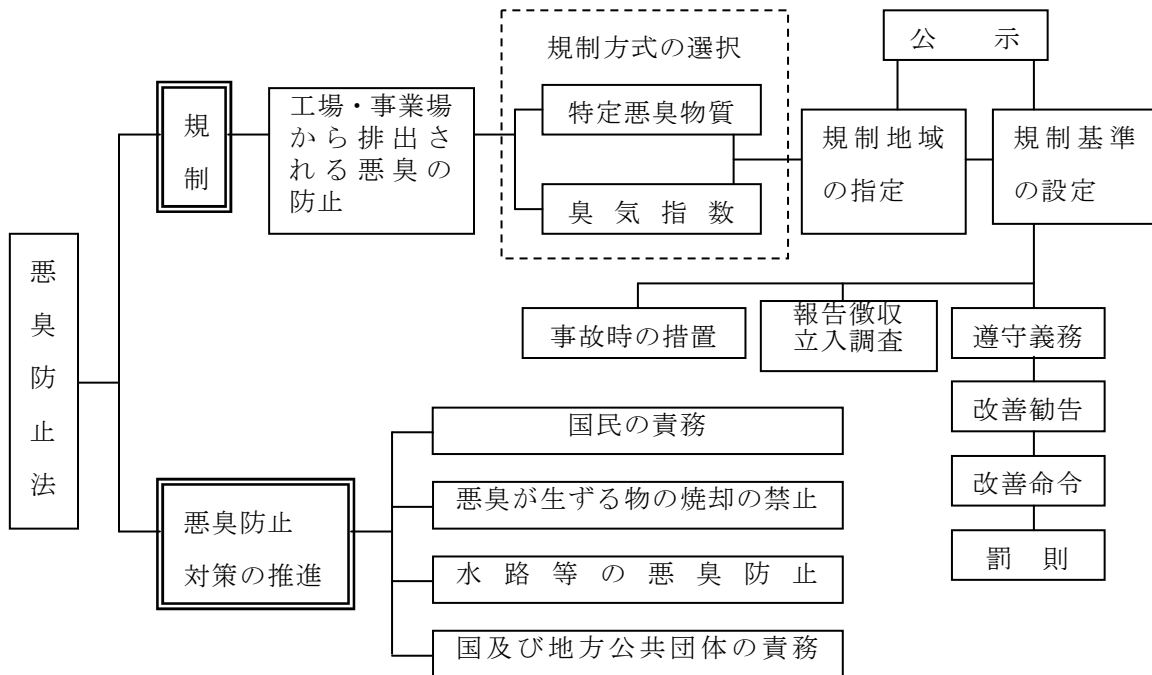 悪臭防止法
規制
工場・事業場
から排出さ
れる悪臭の
防止
規制方式の選択
特定悪臭物質
臭気指数
公示
規制地域
の指定
規制基準
の設定
事故時の措置
報告徴収
立入調査
遵守義務
改善勧告
改善命令
罰則
悪臭防止
対策の推進
国民の責務
悪臭が生ずる物の焼却の禁止
水路等の悪臭防止
国及び地方公共団体の責務